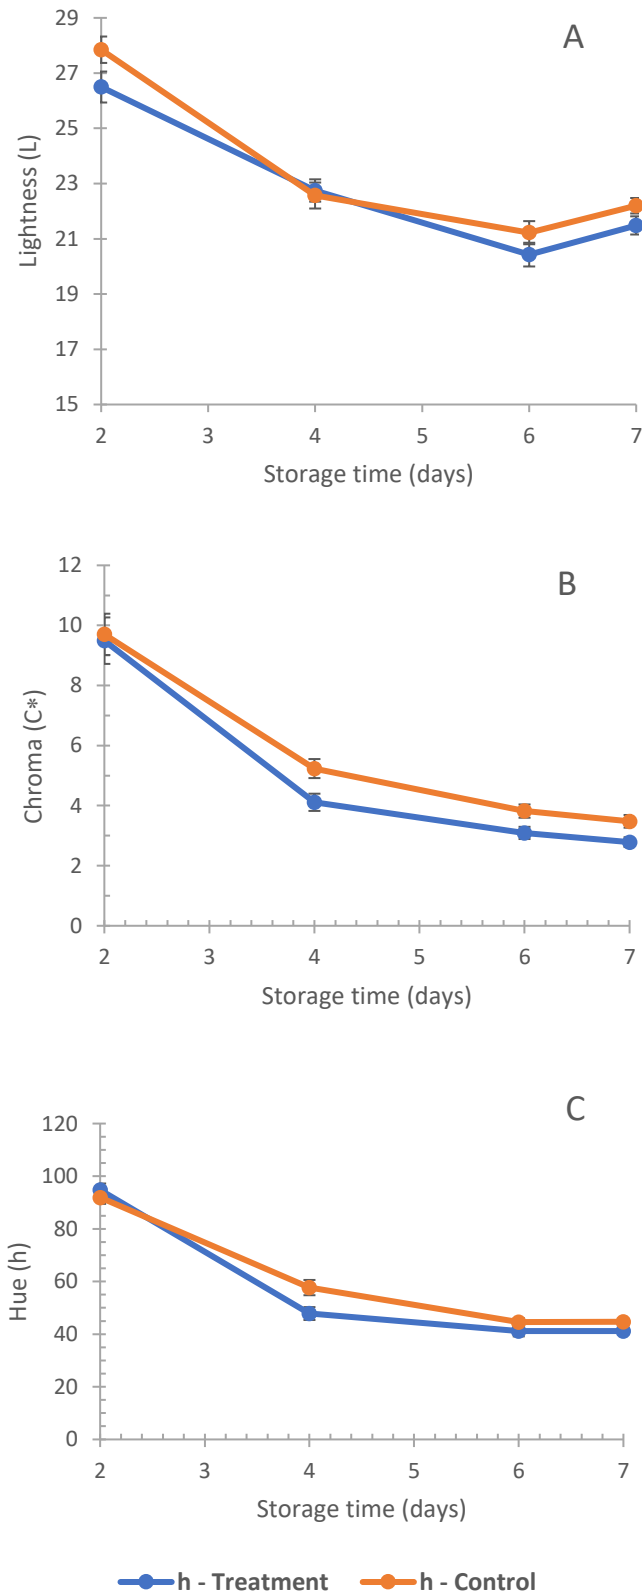 A
29
27
25
23
21
19
17
15
Lightness (L)
2 3 4 5 6 7
Storage time (days)
B
12
10
8
6
4
2
0
Chroma (C*)
2 3 4 5 6 7
Storage time (days)
C
120
100
80
60
40
20
0
Hue (h)
2 3 4 5 6 7
Storage time (days)
h - Treatment h - Control